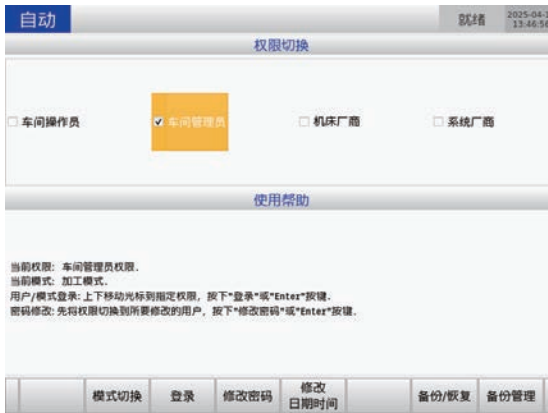 自动
就绪
2025-04-1
13:46:56
权限切换
车间操作员
车间管理员
机床厂商
系统厂商
使用帮助
当前权限: 车间管理员权限.
当前模式: 加工模式.
用户/模式登录: 上下移动光标到指定权限, 按下"登录"或"Enter"按键.
密码修改: 先将权限切换到所要修改的用户, 按下"修改密码"或"Enter"按键.
模式切换
登录
修改密码
修改
日期时间
备份/恢复
备份管理